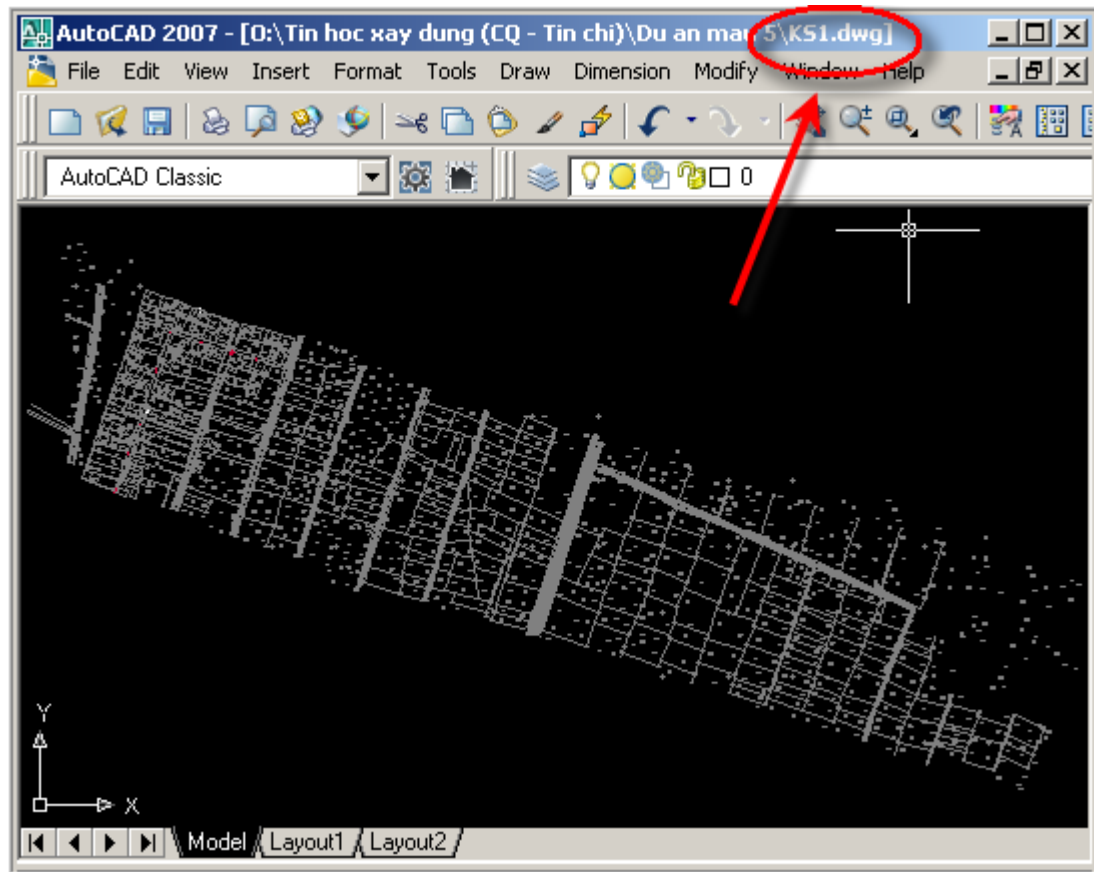 AutoCAD 2007 - [O:\Tin hoc xay dung (CQ - Tin chi)\Du an mau 5\KS1.dwg]
File Edit View Insert Format Tools Draw Dimension Modify Window Help
AutoCAD Classic
0
Y
X
Model Layout1 Layout2